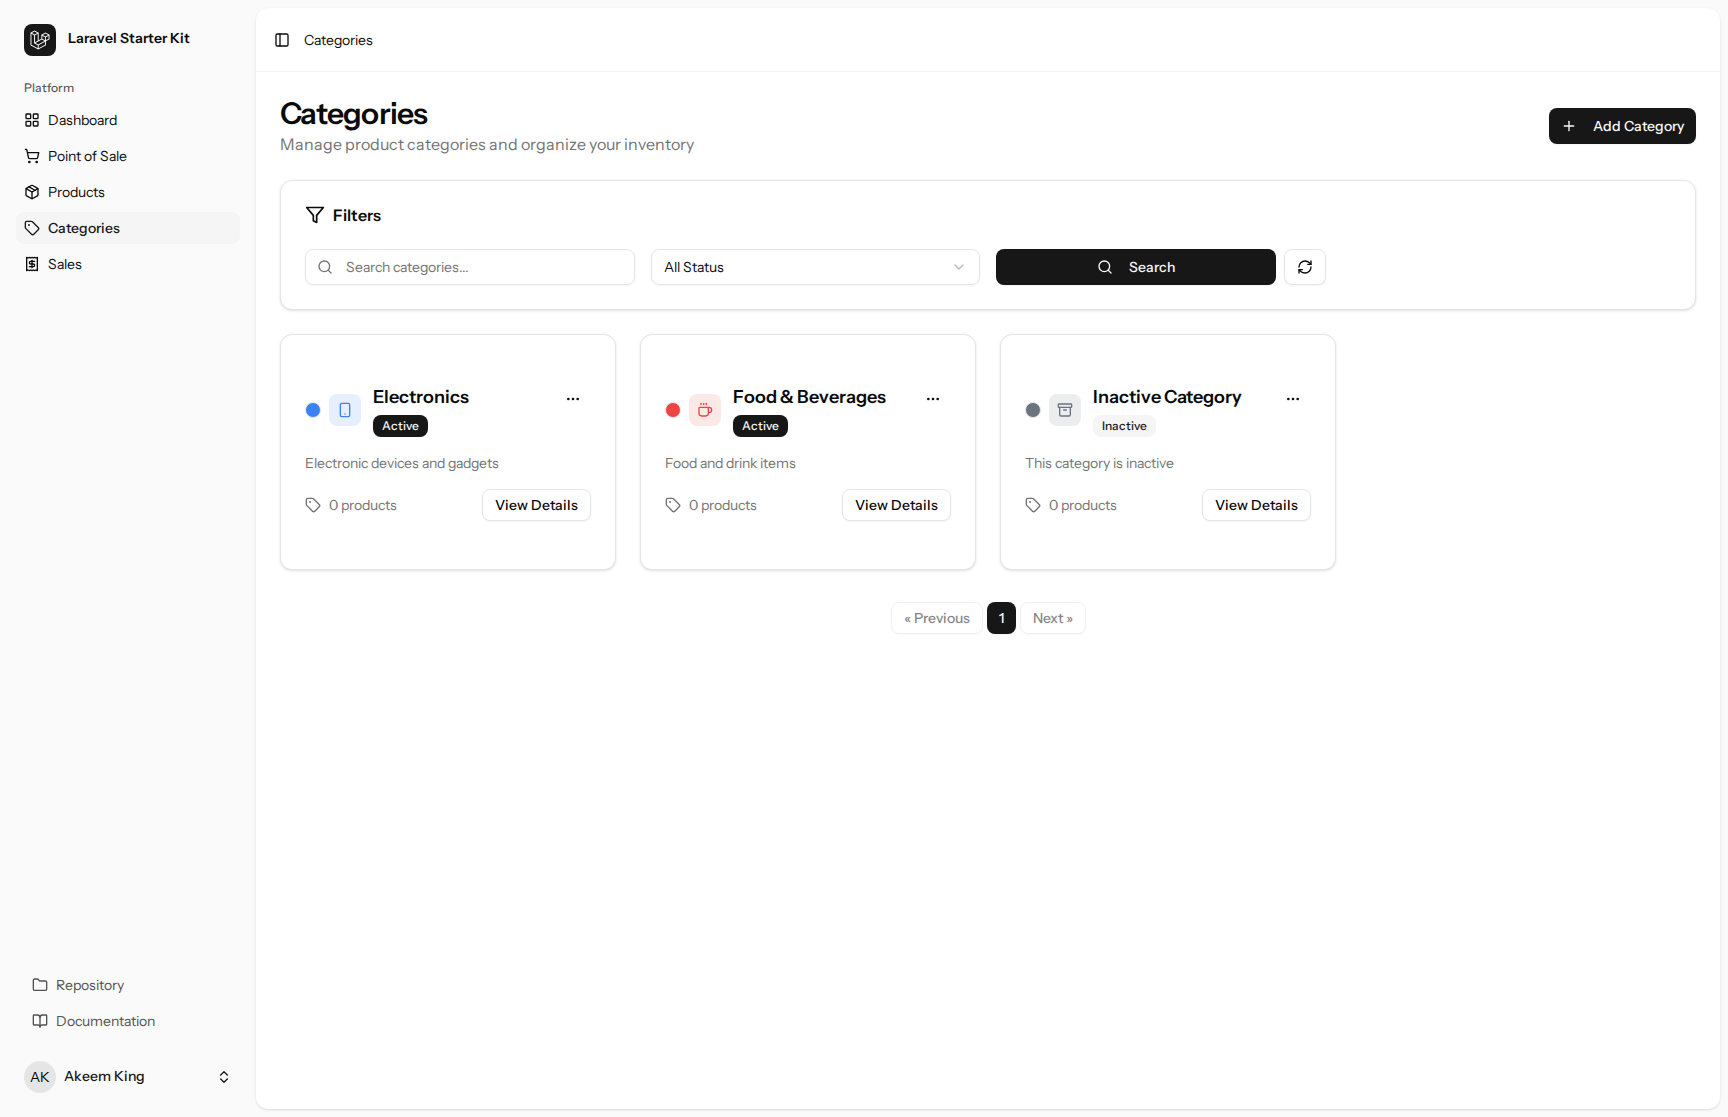 Laravel Starter Kit
Platform
Dashboard
Point of Sale
Products
Categories
Sales
Repository
Documentation
AK
Akeem King
Categories
Categories
Manage product categories and organize your inventory
Add Category
Filters
Search categories...
All Status
Search
Electronics
Active
Electronic devices and gadgets
0 products
View Details
Food & Beverages
Active
Food and drink items
0 products
View Details
Inactive Category
Inactive
This category is inactive
0 products
View Details
« Previous
1
Next »